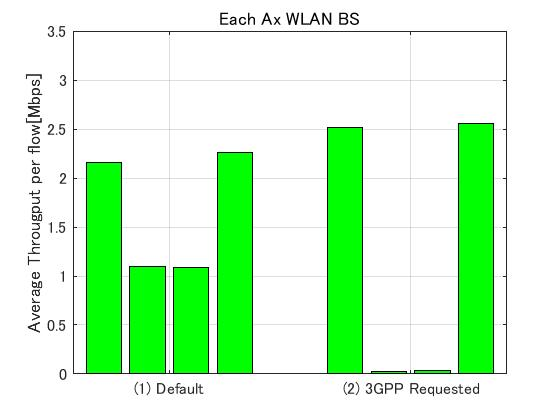 Each Ax WLAN BS
Average Througput per flow[Mbps]
3.5
3
2.5
2
1.5
1
0.5
0
(1) Default
(2) 3GPP Requested